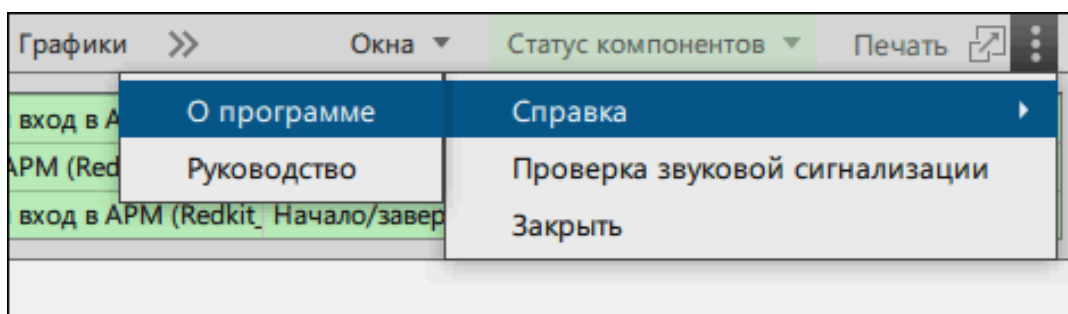 Графики Окна Статус компонентов Печать
О программе Справка
вход в А
АРМ (Red Руководство Проверка звуковой сигнализации
вход в АРМ (Redkit_ Начало/завер Закрыть